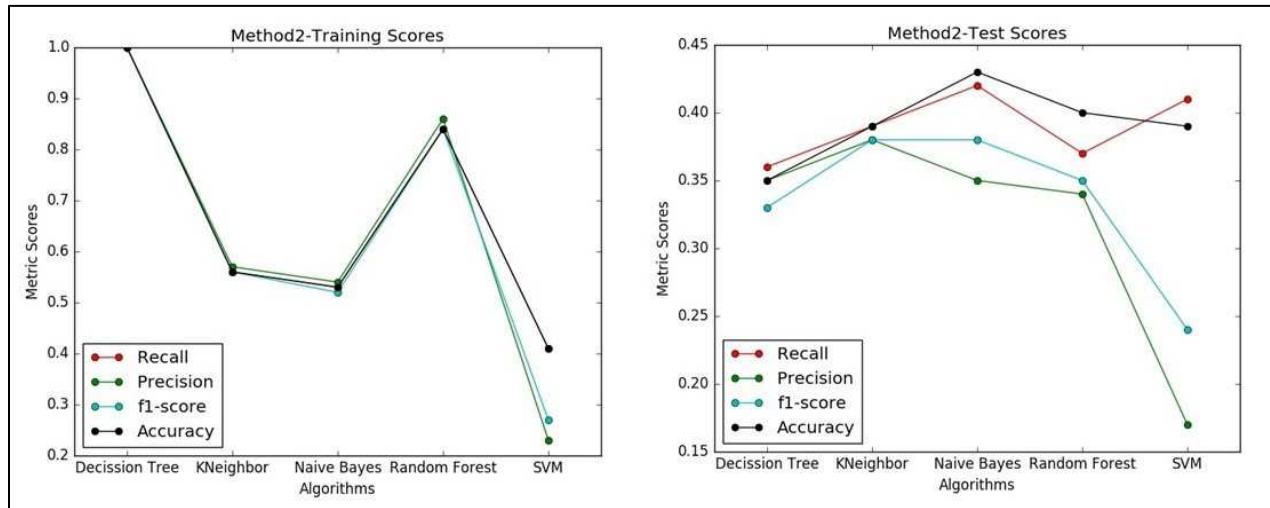 Method2-Training Scores
1.0
0.9
0.8
0.7
0.6
0.5
0.4
0.3
0.2
Metric Scores
Recall
Precision
f1-score
Accuracy
Decission Tree KNeighbor Naive Bayes Random Forest SVM
Algorithms
Method2-Test Scores
0.45
0.40
0.35
0.30
0.25
0.20
0.15
Metric Scores
Recall
Precision
f1-score
Accuracy
Decission Tree KNeighbor Naive Bayes Random Forest SVM
Algorithms